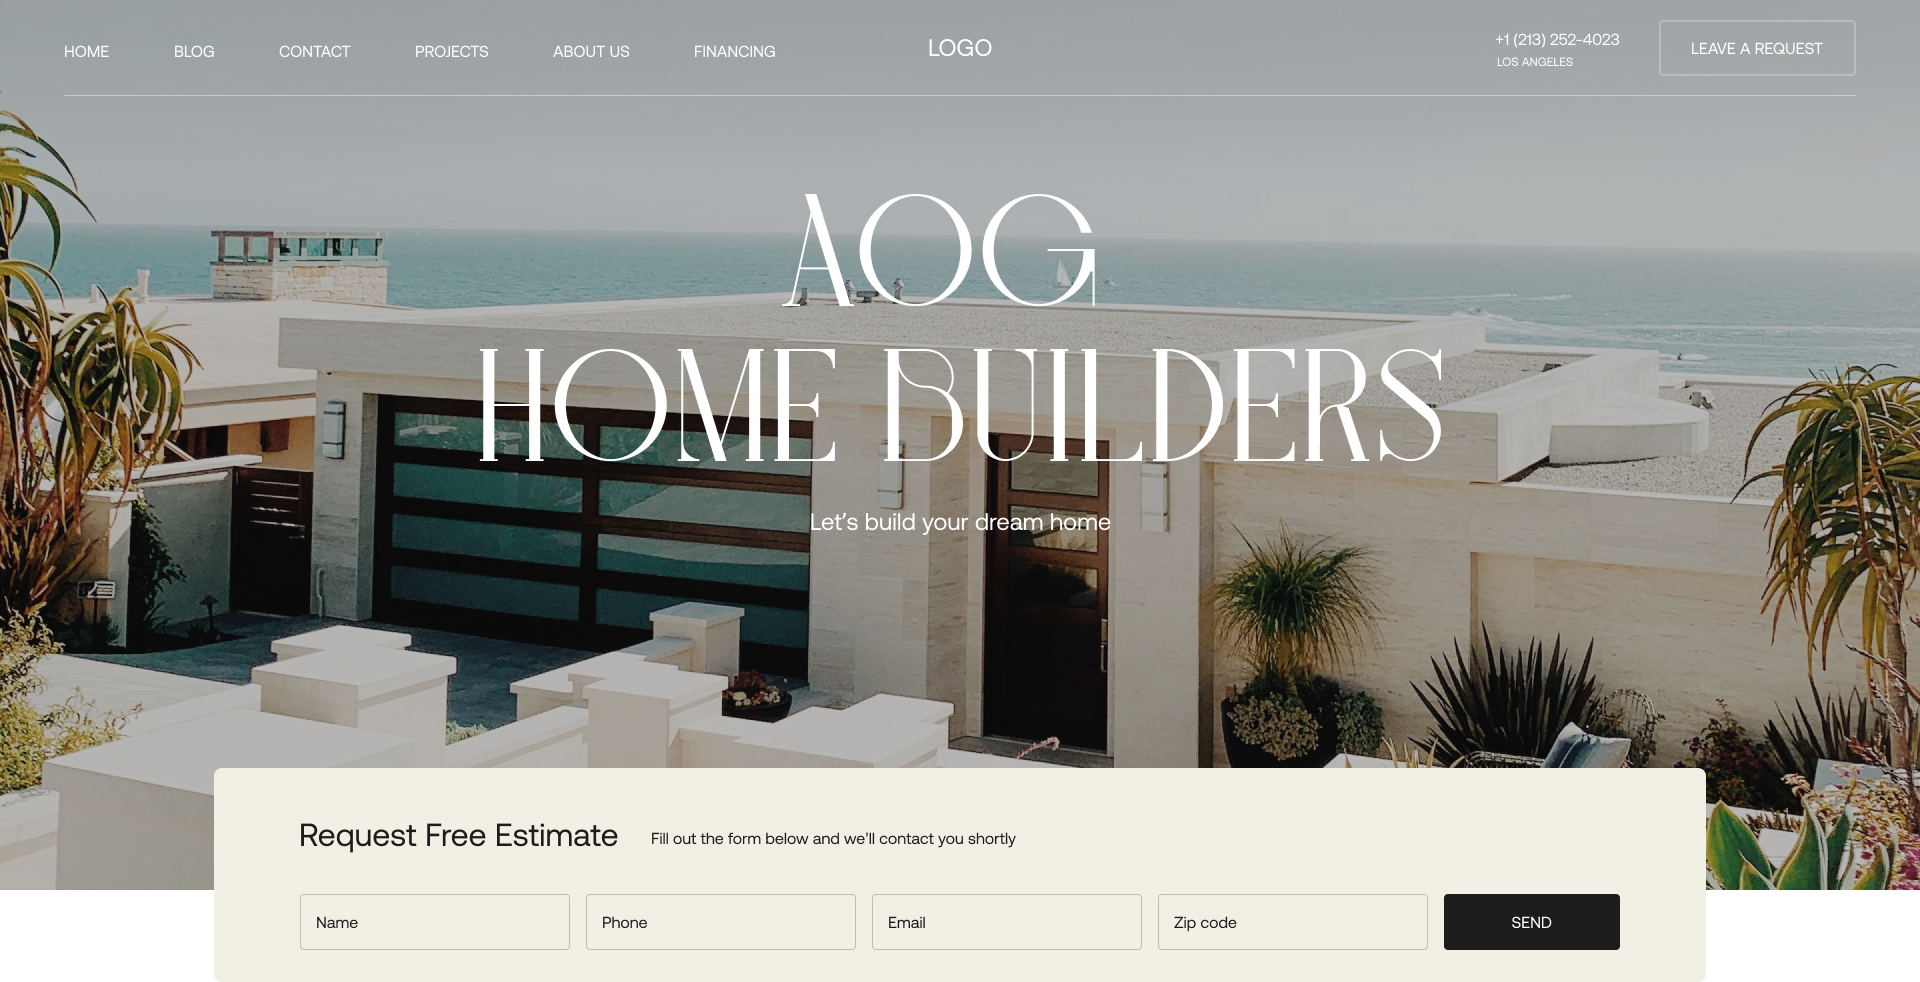 HOME BLOG CONTACT PROJECTS ABOUT US FINANCING LOGO +1 (213) 252-4023 LEAVE A REQUEST
LOS ANGELES
AOG
HOME BUILDERS
Let's build your dream home
Request Free Estimate Fill out the form below and we'll contact you shortly
Name Phone Email Zip code SEND